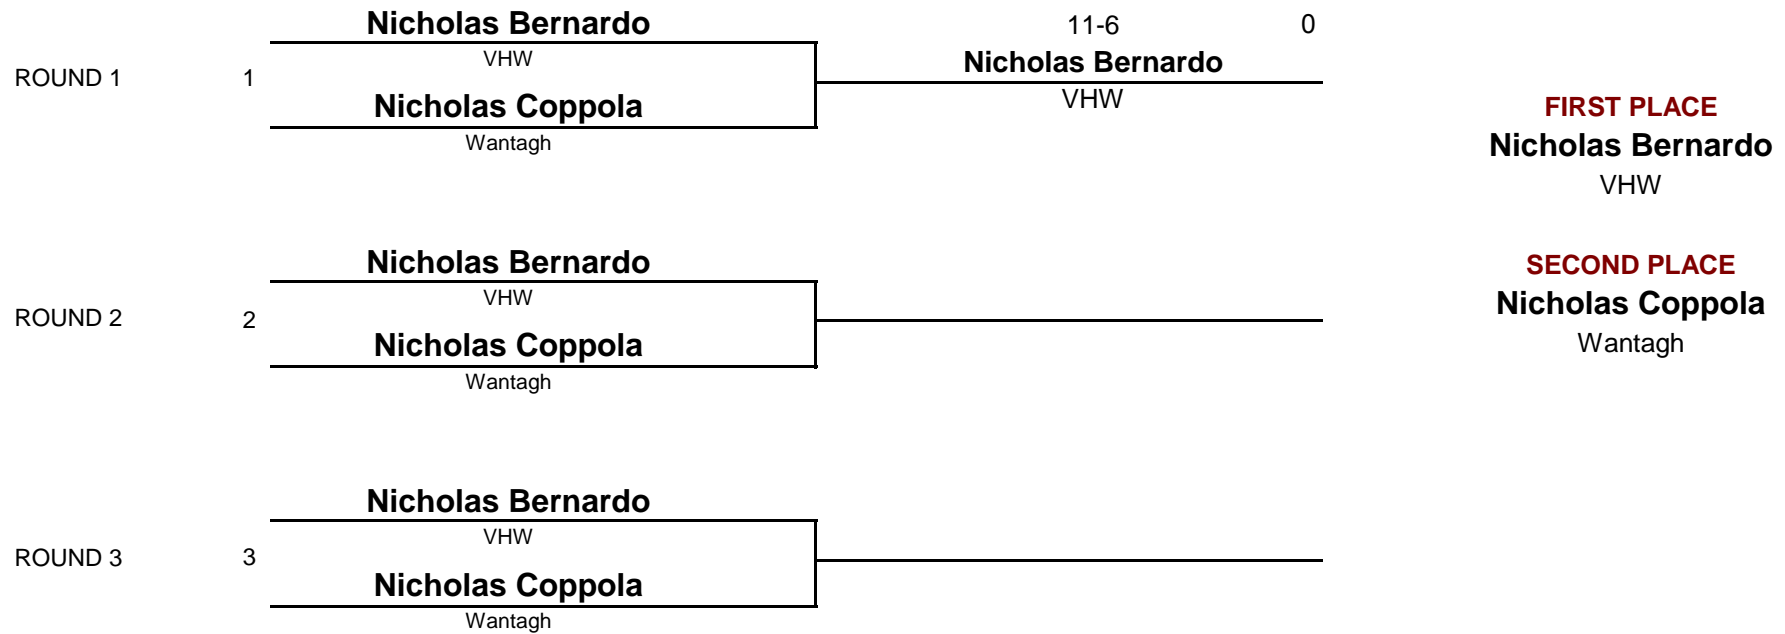 Nicholas Bernardo
11-6 0
VHW
Nicholas Bernardo
ROUND 1 1
Nicholas Coppola
VHW
Wantagh
FIRST PLACE
Nicholas Bernardo
VHW
Nicholas Bernardo
VHW
ROUND 2 2
Nicholas Coppola
Wantagh
SECOND PLACE
Nicholas Coppola
Wantagh
Nicholas Bernardo
VHW
ROUND 3 3
Nicholas Coppola
Wantagh